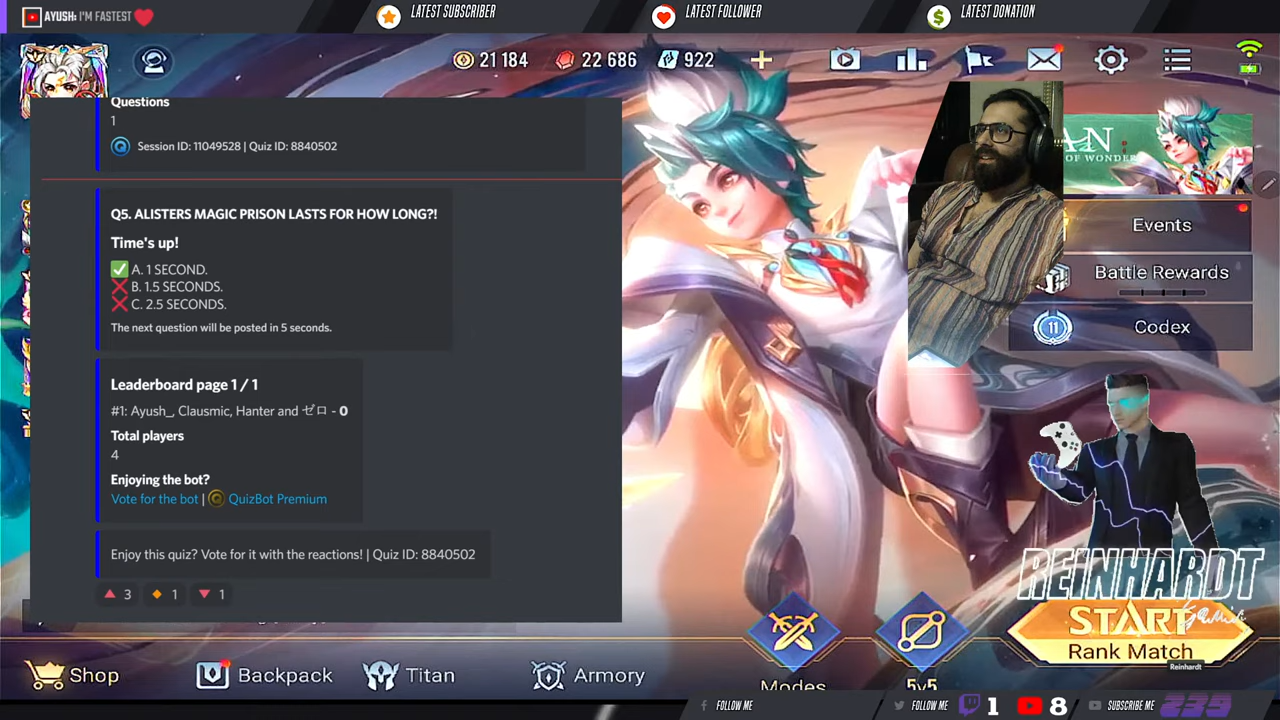 AYUSH: I'M FASTEST
LATEST SUBSCRIBER
LATEST FOLLOWER
LATEST DONATION
21 184
22 686
922
Questions
1
Session ID: 11049528 | Quiz ID: 8840502
Q5. ALISTERS MAGIC PRISON LASTS FOR HOW LONG?!
Time's up!
A. 1 SECOND.
B. 1.5 SECONDS.
C. 2.5 SECONDS.
The next question will be posted in 5 seconds.
Leaderboard page 1 / 1
#1: Ayush_, Clausmic, Hanter and ゼロ - 0
Total players
4
Enjoying the bot?
Vote for the bot | QuizBot Premium
Enjoy this quiz? Vote for it with the reactions! | Quiz ID: 8840502
3 1 1
AN
OF WONDER
Events
Battle Rewards
11 Codex
REINHARDT
START
Rank Match
Reinhardt
Shop
Backpack
Titan
Armory
Modes
5v5
FOLLOW ME
FOLLOW ME
1
8
SUBSCRIBE ME
239